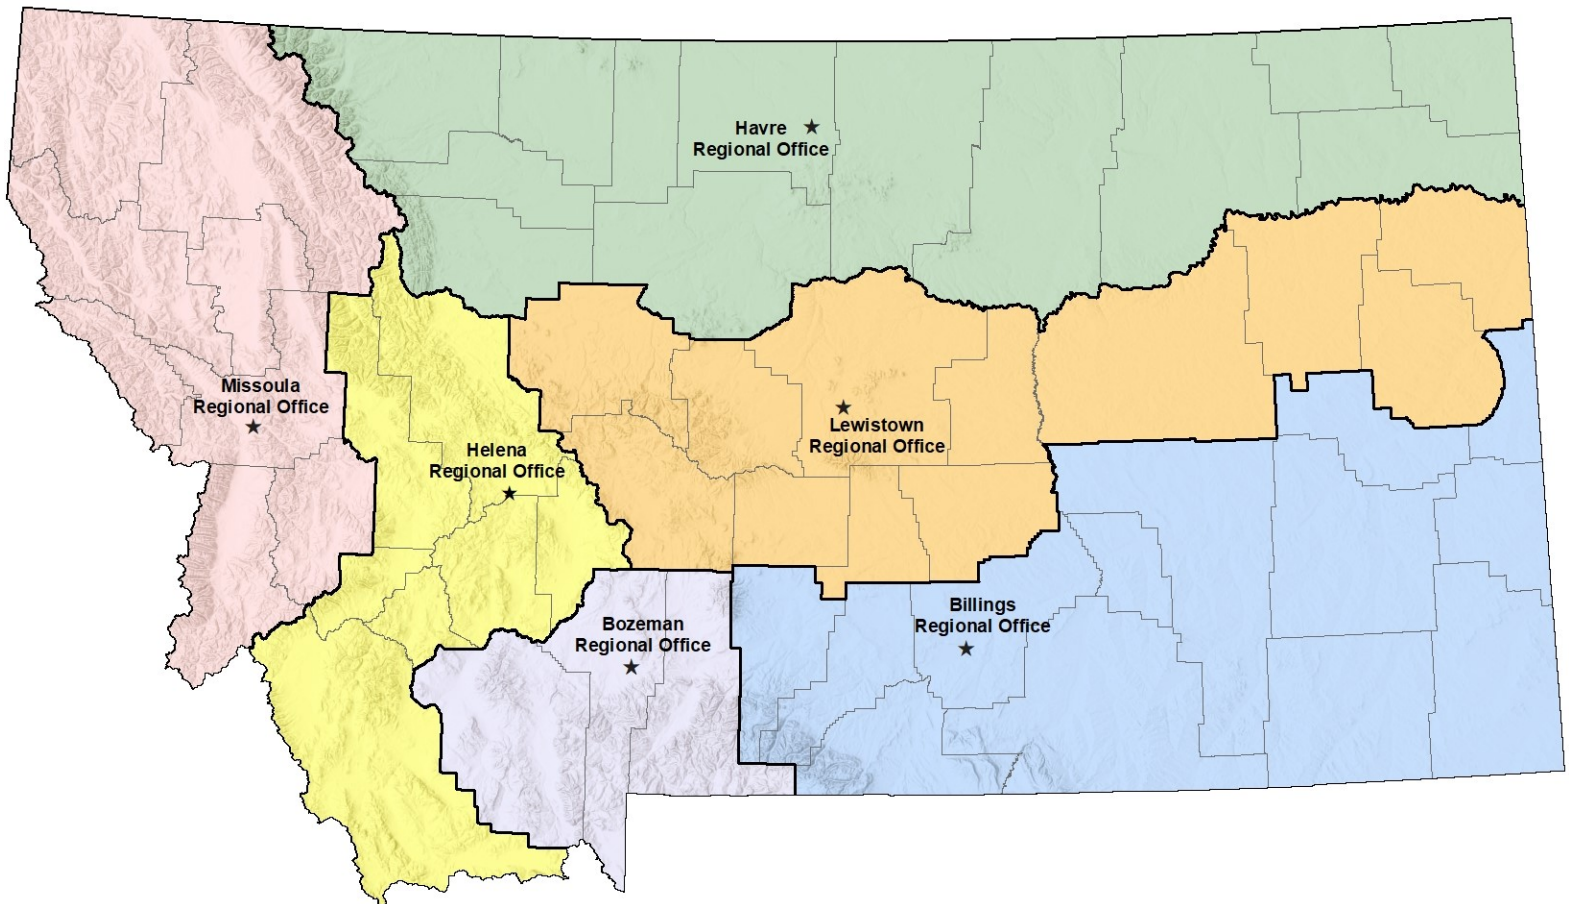 Havre
Regional Office
Missoula
Regional Office
Lewistown
Regional Office
Helena
Regional Office
Billings
Regional Office
Bozeman
Regional Office